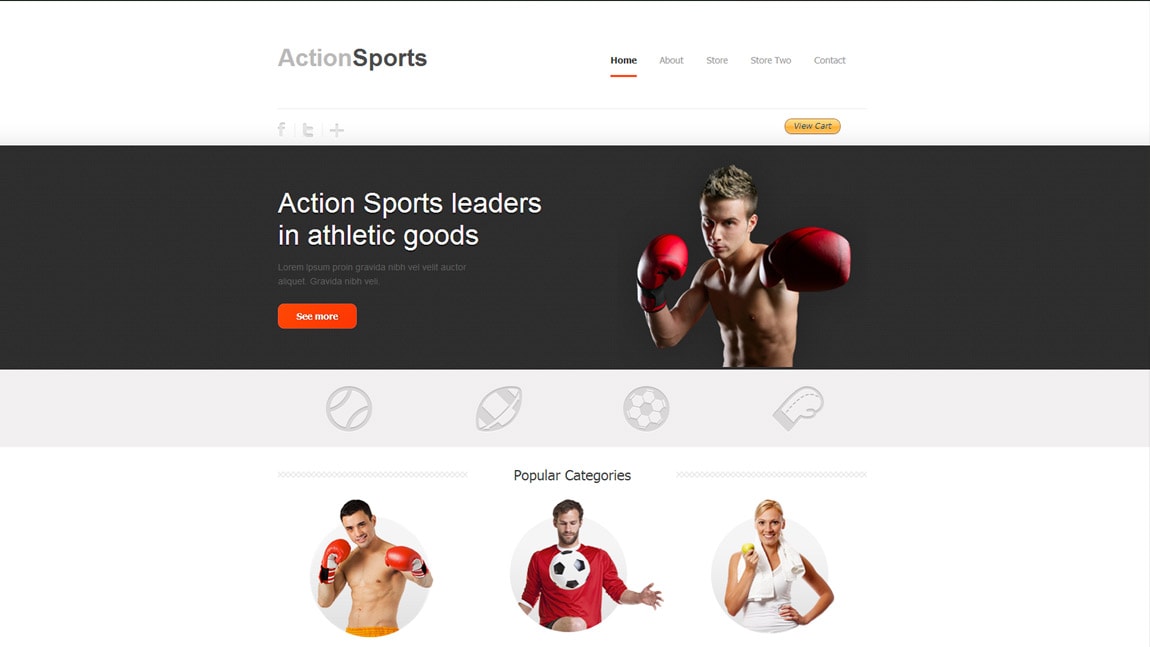 ActionSports
Home About Store Store Two Contact
View Cart
Action Sports leaders
in athletic goods
Lorem Ipsum proin gravida nibh vel velit auctor
aliquet. Gravida nibh vell.
See more
Popular Categories